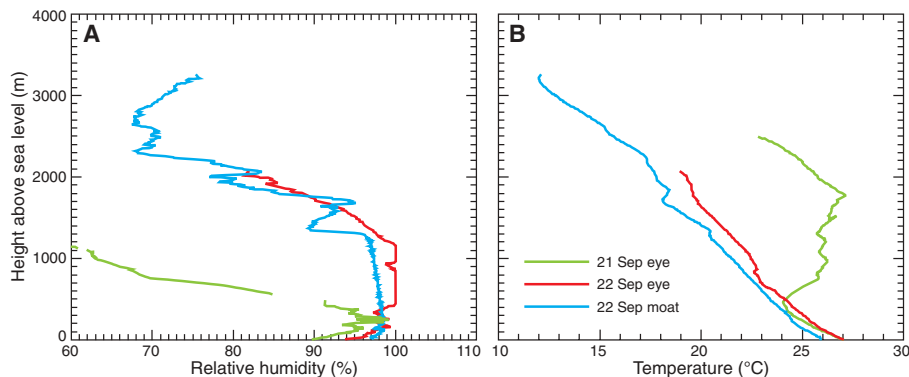 A
B
Height above sea level (m)
4000
3000
2000
1000
0
60 70 80 90 100 110
Relative humidity (%)
21 Sep eye
22 Sep eye
22 Sep moat
10 15 20 25 30
Temperature (°C)